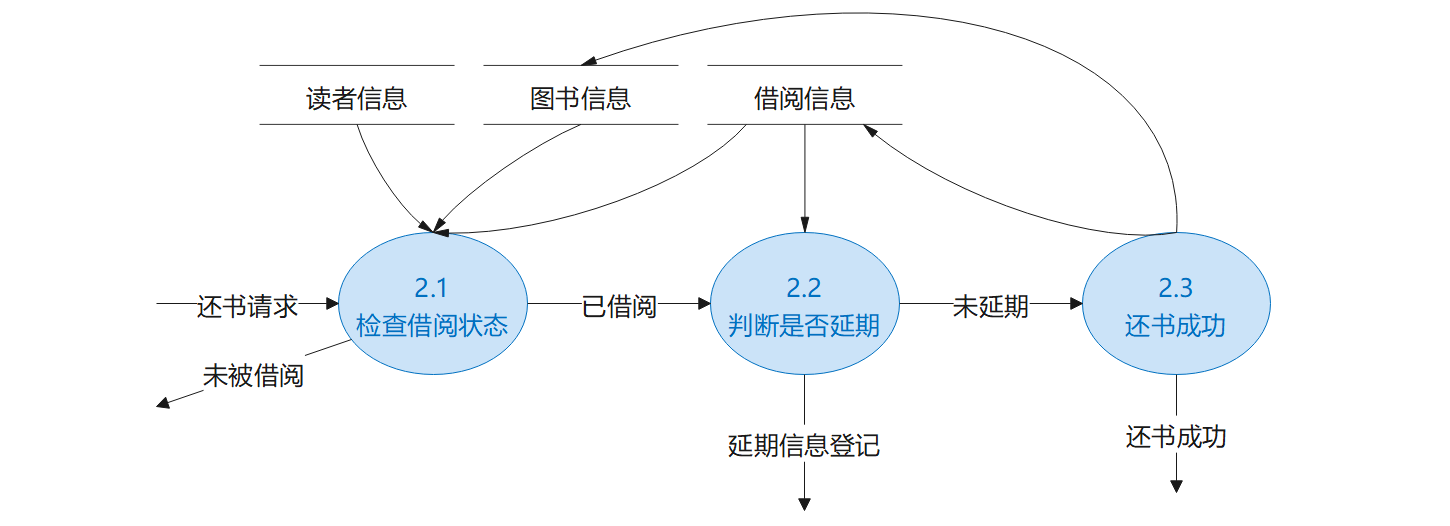 读者信息
图书信息
借阅信息
还书请求
2.1
检查借阅状态
已借阅
2.2
判断是否延期
未延期
2.3
还书成功
未被借阅
延期信息登记
还书成功